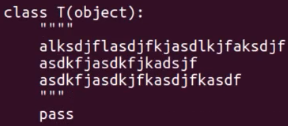 class T(object):
    """"
    alksdjflasdjfkjasdlkjfaksdjf
    asdkfjasdkfjkadsjf
    asdkfjasdkjfkasdjfkasdf
    """
    pass